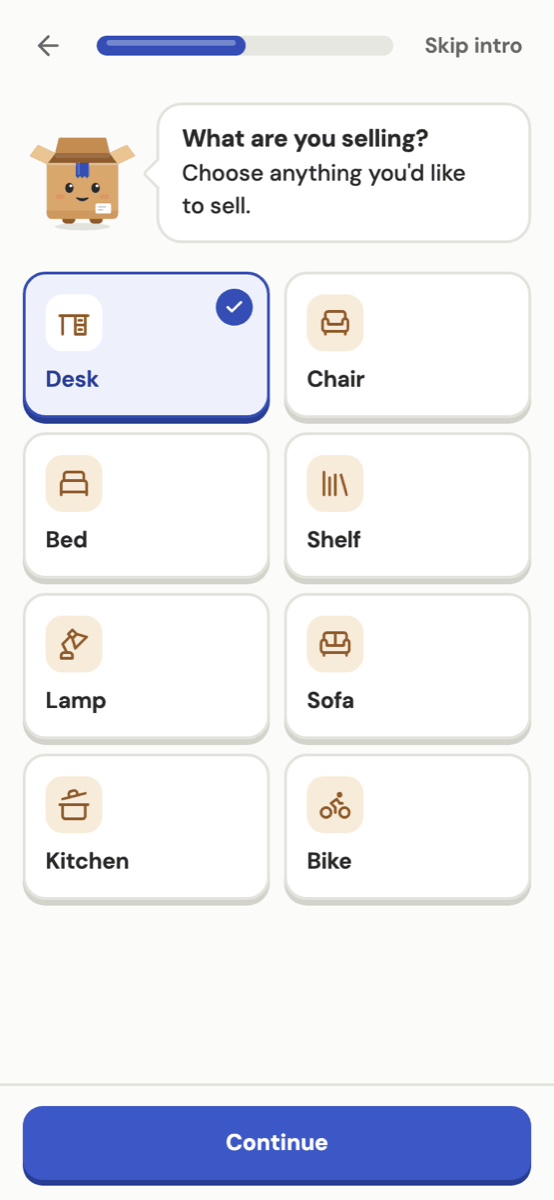 Skip intro
What are you selling?
Choose anything you'd like
to sell.
Desk
Chair
Bed
Shelf
Lamp
Sofa
Kitchen
Bike
Continue